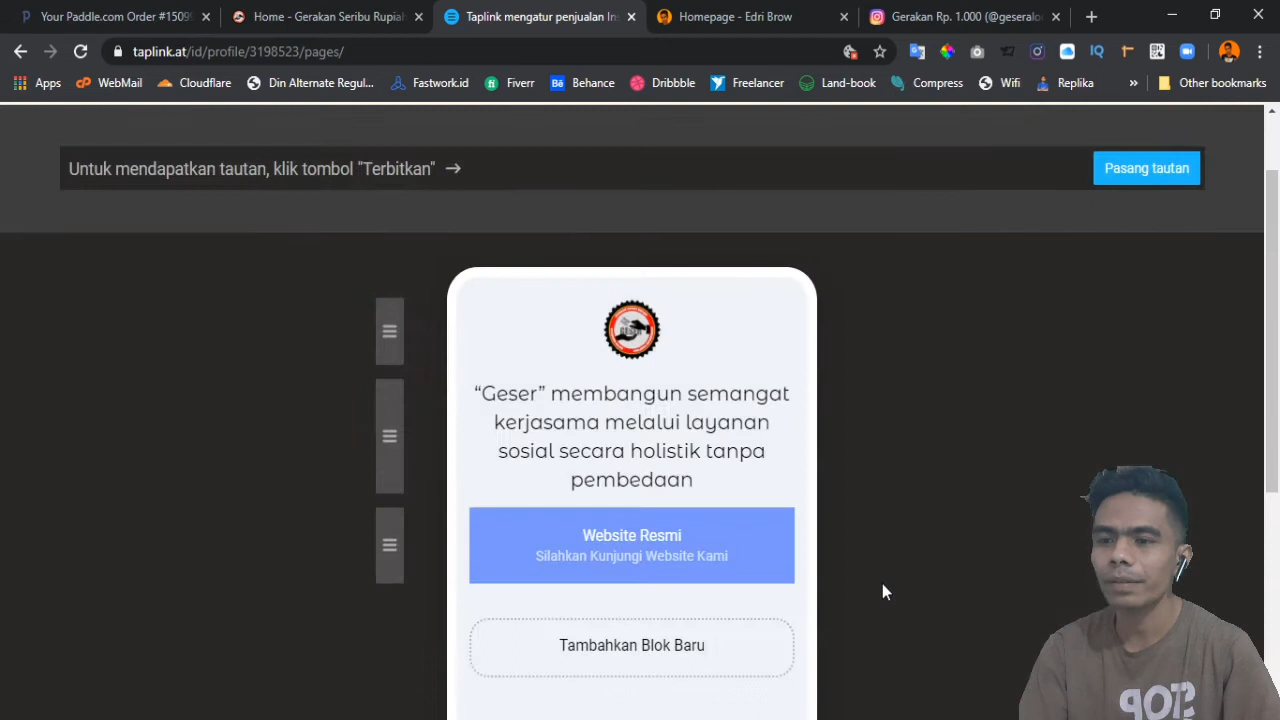 Your Paddle.com Order #1509
Home - Gerakan Seribu Rupiah
Taplink mengatur penjualan In
Homepage - Edri Brow
Gerakan Rp. 1.000 (@geseralo
taplink.at/id/profile/3198523/pages/
Apps
WebMail
Cloudflare
Din Alternate Regul...
Fastwork.id
Fiverr
Behance
Dribbble
Freelancer
Land-book
Compress
Wifi
Replika
Other bookmarks
Untuk mendapatkan tautan, klik tombol "Terbitkan" →
Pasang tautan
“Geser” membangun semangat
kerjasama melalui layanan
sosial secara holistik tanpa
pembedaan
Website Resmi
Silahkan Kunjungi Website Kami
Tambahkan Blok Baru
STOP